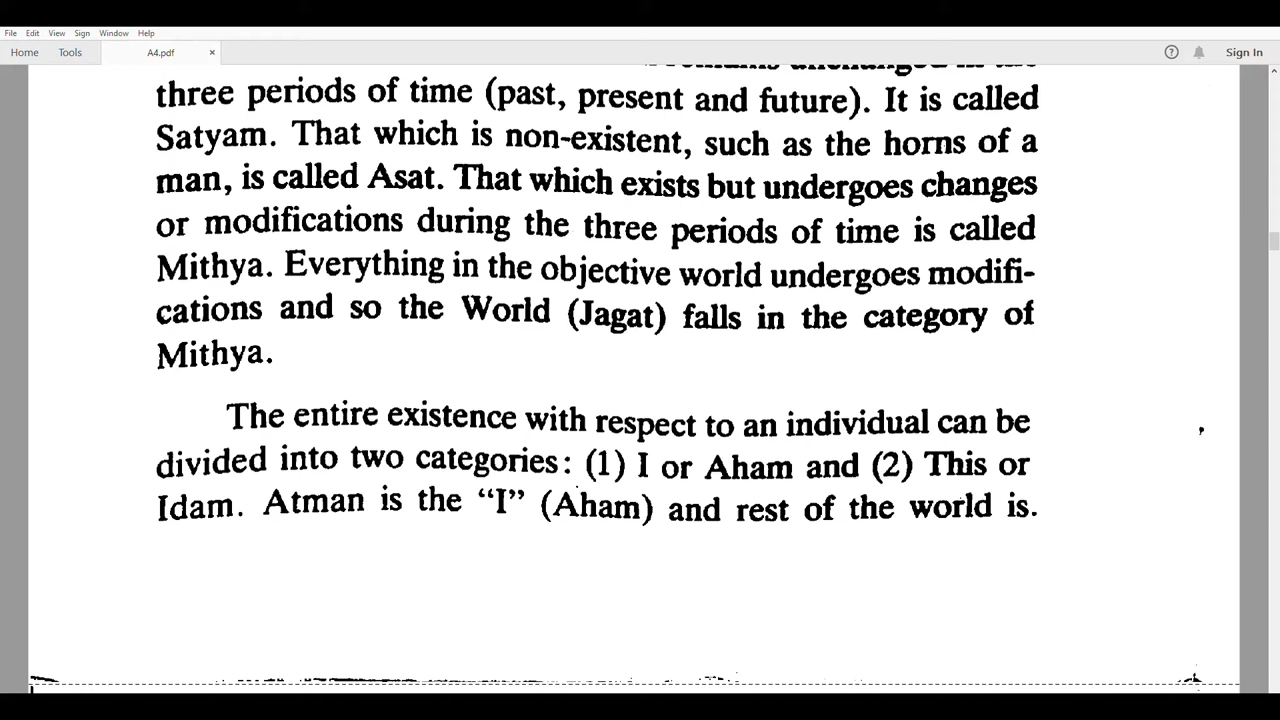 File Edit View Sign Window Help
Home Tools A4.pdf × Sign In
remains unchanged in the
three periods of time (past, present and future). It is called
Satyam. That which is non-existent, such as the horns of a
man, is called Asat. That which exists but undergoes changes
or modifications during the three periods of time is called
Mithya. Everything in the objective world undergoes modifi-
cations and so the World (Jagat) falls in the category of
Mithya.
The entire existence with respect to an individual can be
divided into two categories: (1) I or Aham and (2) This or
Idam. Atman is the “I” (Aham) and rest of the world is.